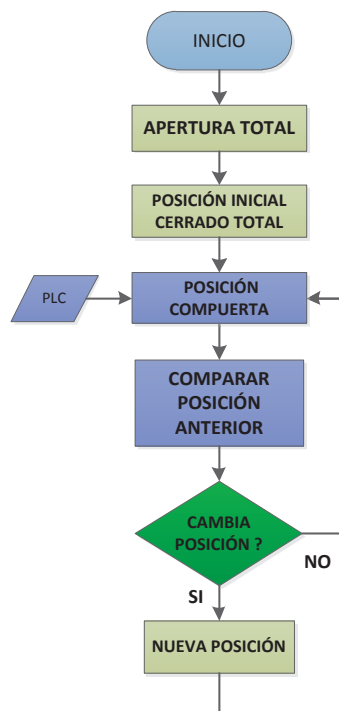 INICIO
APERTURA TOTAL
POSICIÓN INICIAL
CERRADO TOTAL
PLC
POSICIÓN
COMPUERTA
COMPARAR
POSICIÓN
ANTERIOR
CAMBIA
POSICIÓN ?
NO
SI
NUEVA POSICIÓN